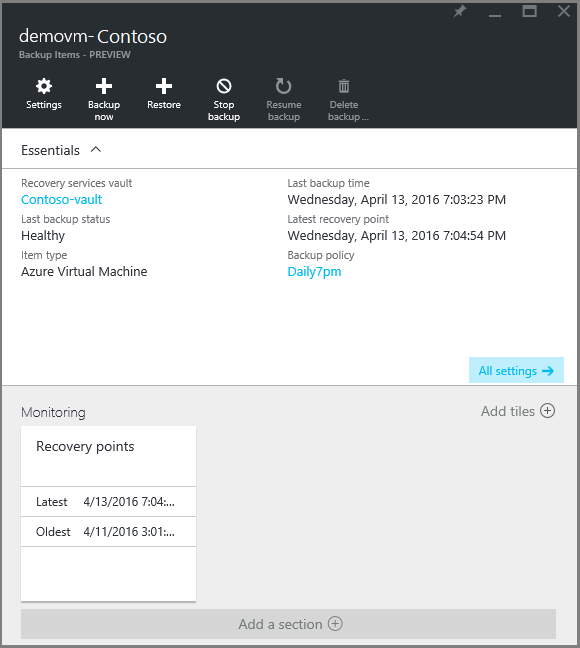 demovm-Contoso
Backup Items - PREVIEW
Settings
Backup now
Restore
Stop backup
Resume backup
Delete backup ...
Essentials
Recovery services vault
Contoso-vault
Last backup status
Healthy
Item type
Azure Virtual Machine
Last backup time
Wednesday, April 13, 2016 7:03:23 PM
Latest recovery point
Wednesday, April 13, 2016 7:04:54 PM
Backup policy
Daily7pm
All settings
Monitoring
Add tiles
Recovery points
Latest 4/13/2016 7:04:...
Oldest 4/11/2016 3:01:...
Add a section